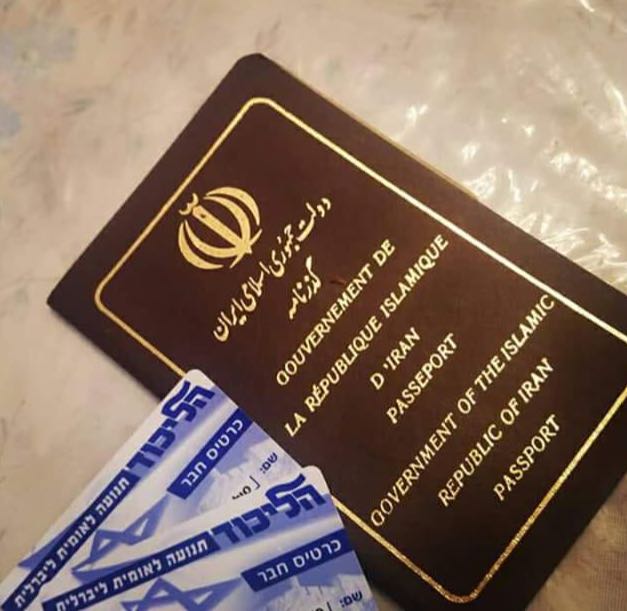 دولت جمهوری اسلامی ایران
گذرنامه
GOUVERNEMENT DE
LA RÉPUBLIQUE ISLAMIQUE
D'IRAN
PASSEPORT
GOVERNMENT OF THE ISLAMIC
REPUBLIC OF IRAN
PASSPORT
הליכוד
תנועה לאומית ליברלית
כרטיס חבר
שם:
הליכוד
תנועה לאומית ליברלית
כרטיס חבר
שם: